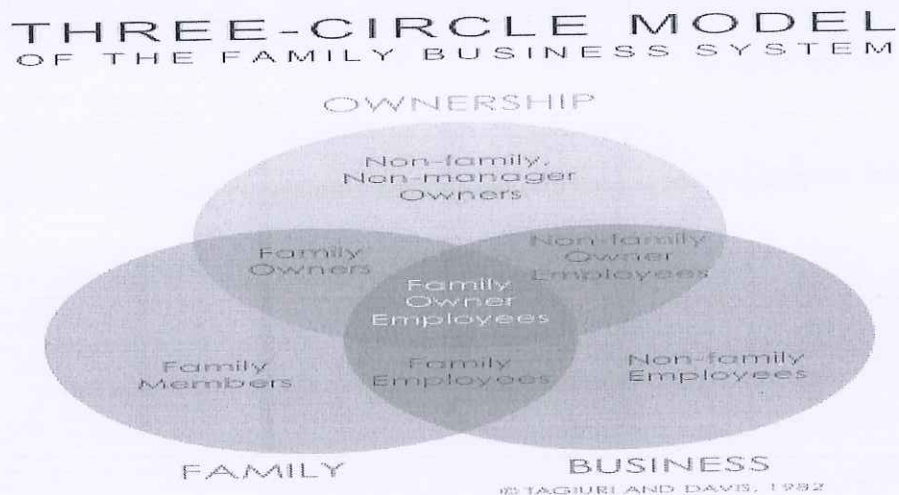 THREE-CIRCLE MODEL
OF THE FAMILY BUSINESS SYSTEM
OWNERSHIP
Non-family,
Non-manager
Owners
Family
Owners
Non-family
Owner
Employees
Family
Owner
Employees
Family
Members
Family
Employees
Non-family
Employees
FAMILY
BUSINESS
© TAGIURI AND DAVIS, 1982